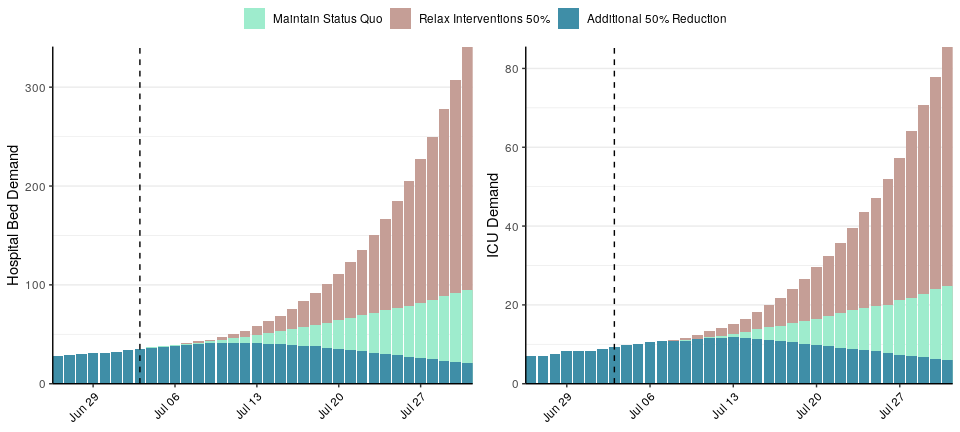 Maintain Status Quo Relax Interventions 50% Additional 50% Reduction
Hospital Bed Demand
300
200
100
0
Jun 29 Jul 06 Jul 13 Jul 20 Jul 27
ICU Demand
80
60
40
20
0
Jun 29 Jul 06 Jul 13 Jul 20 Jul 27